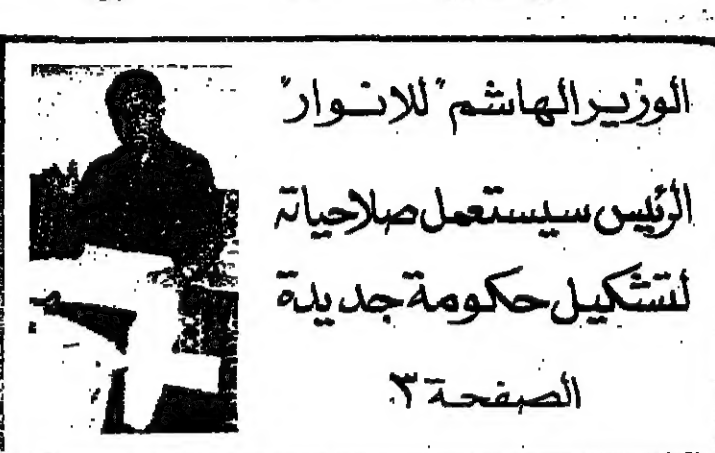 الوزير الهاشم "للانوار"
الرئيس سيستعمل صلاحياته
لتشكيل حكومة جديدة
الصفحة ٣